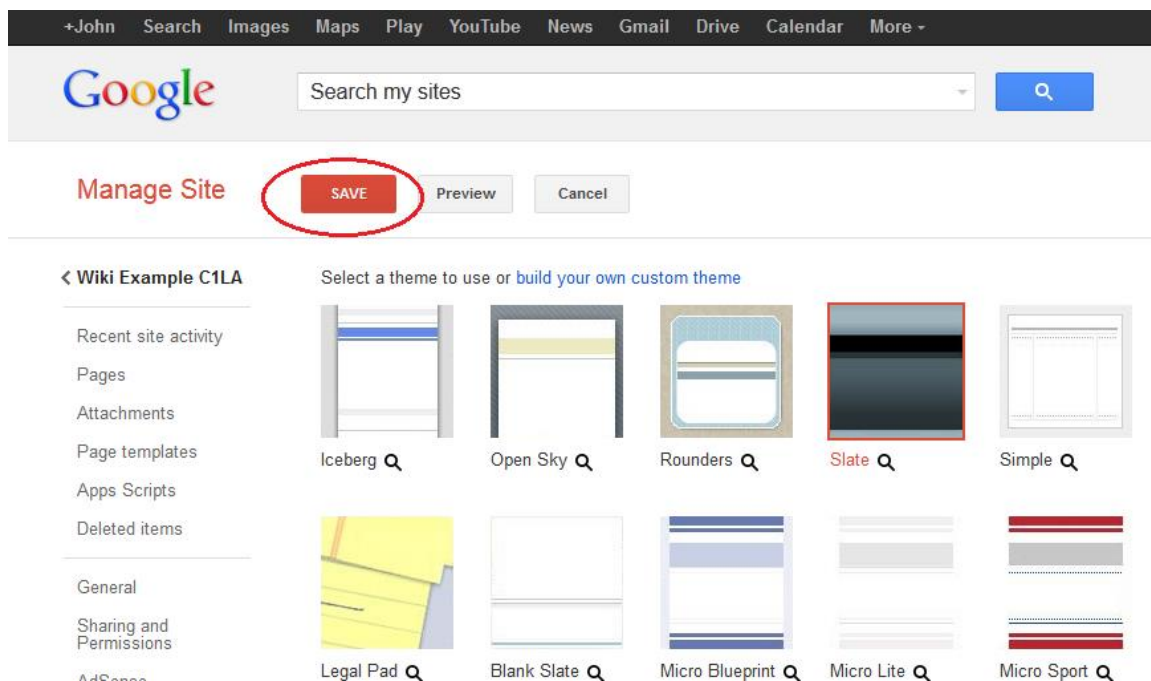 +John Search Images Maps Play YouTube News Gmail Drive Calendar More
Google
Search my sites
Manage Site
SAVE
Preview
Cancel
Wiki Example C1LA
Select a theme to use or build your own custom theme
Recent site activity
Pages
Attachments
Page templates
Apps Scripts
Deleted items
General
Sharing and
Permissions
AdSense
Iceberg
Open Sky
Rounders
Slate
Simple
Legal Pad
Blank Slate
Micro Blueprint
Micro Lite
Micro Sport